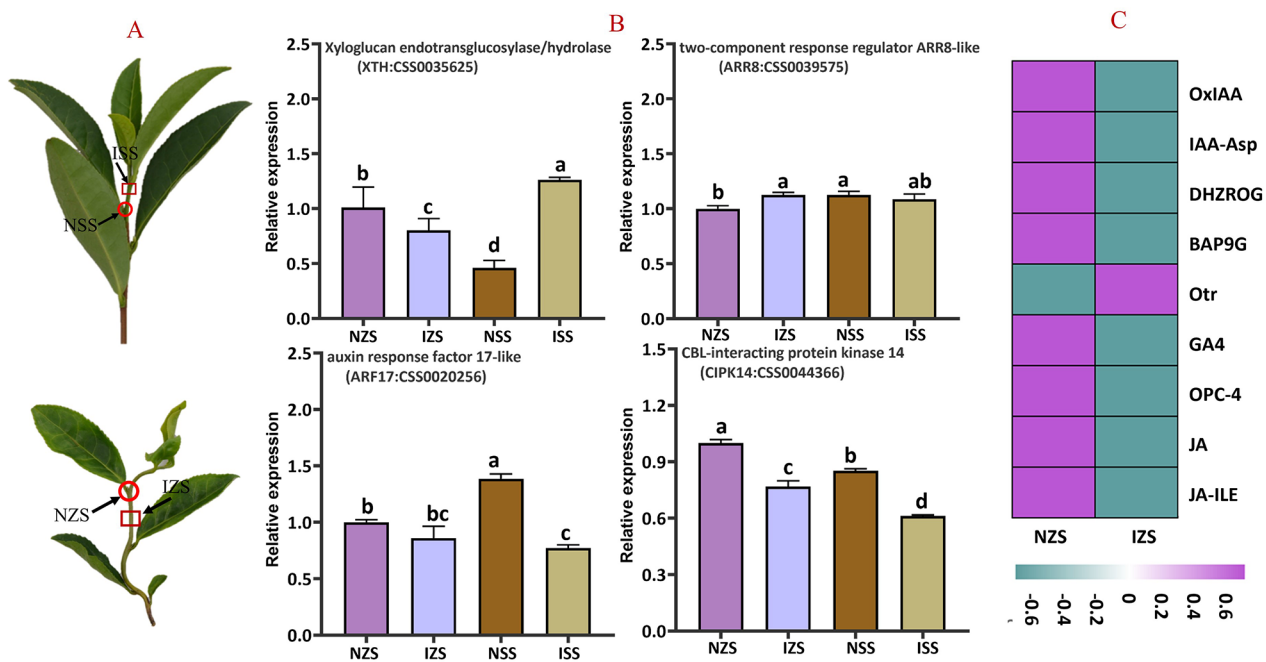 A
ISS
NSS
NZS
IZS
B
Xyloglucan endotransglucosylase/hydrolase
(XTH:CSS0035625)
Relative expression
2.5
2.0
1.5
1.0
0.5
0.0
b
c
d
a
NZS
IZS
NSS
ISS
two-component response regulator ARR8-like
(ARR8:CSS0039575)
Relative expression
2.5
2.0
1.5
1.0
0.5
0.0
b
a
a
ab
NZS
IZS
NSS
ISS
auxin response factor 17-like
(ARF17:CSS0020256)
Relative expression
2.5
2.0
1.5
1.0
0.5
0.0
b
bc
a
c
NZS
IZS
NSS
ISS
CBL-interacting protein kinase 14
(CIPK14:CSS0044366)
Relative expression
1.5
1.2
0.9
0.6
0.3
0.0
a
c
b
d
NZS
IZS
NSS
ISS
C
OxIAA
IAA-Asp
DHZROG
BAP9G
Otr
GA4
OPC-4
JA
JA-ILE
NZS
IZS
-0.6
-0.4
-0.2
0
0.2
0.4
0.6